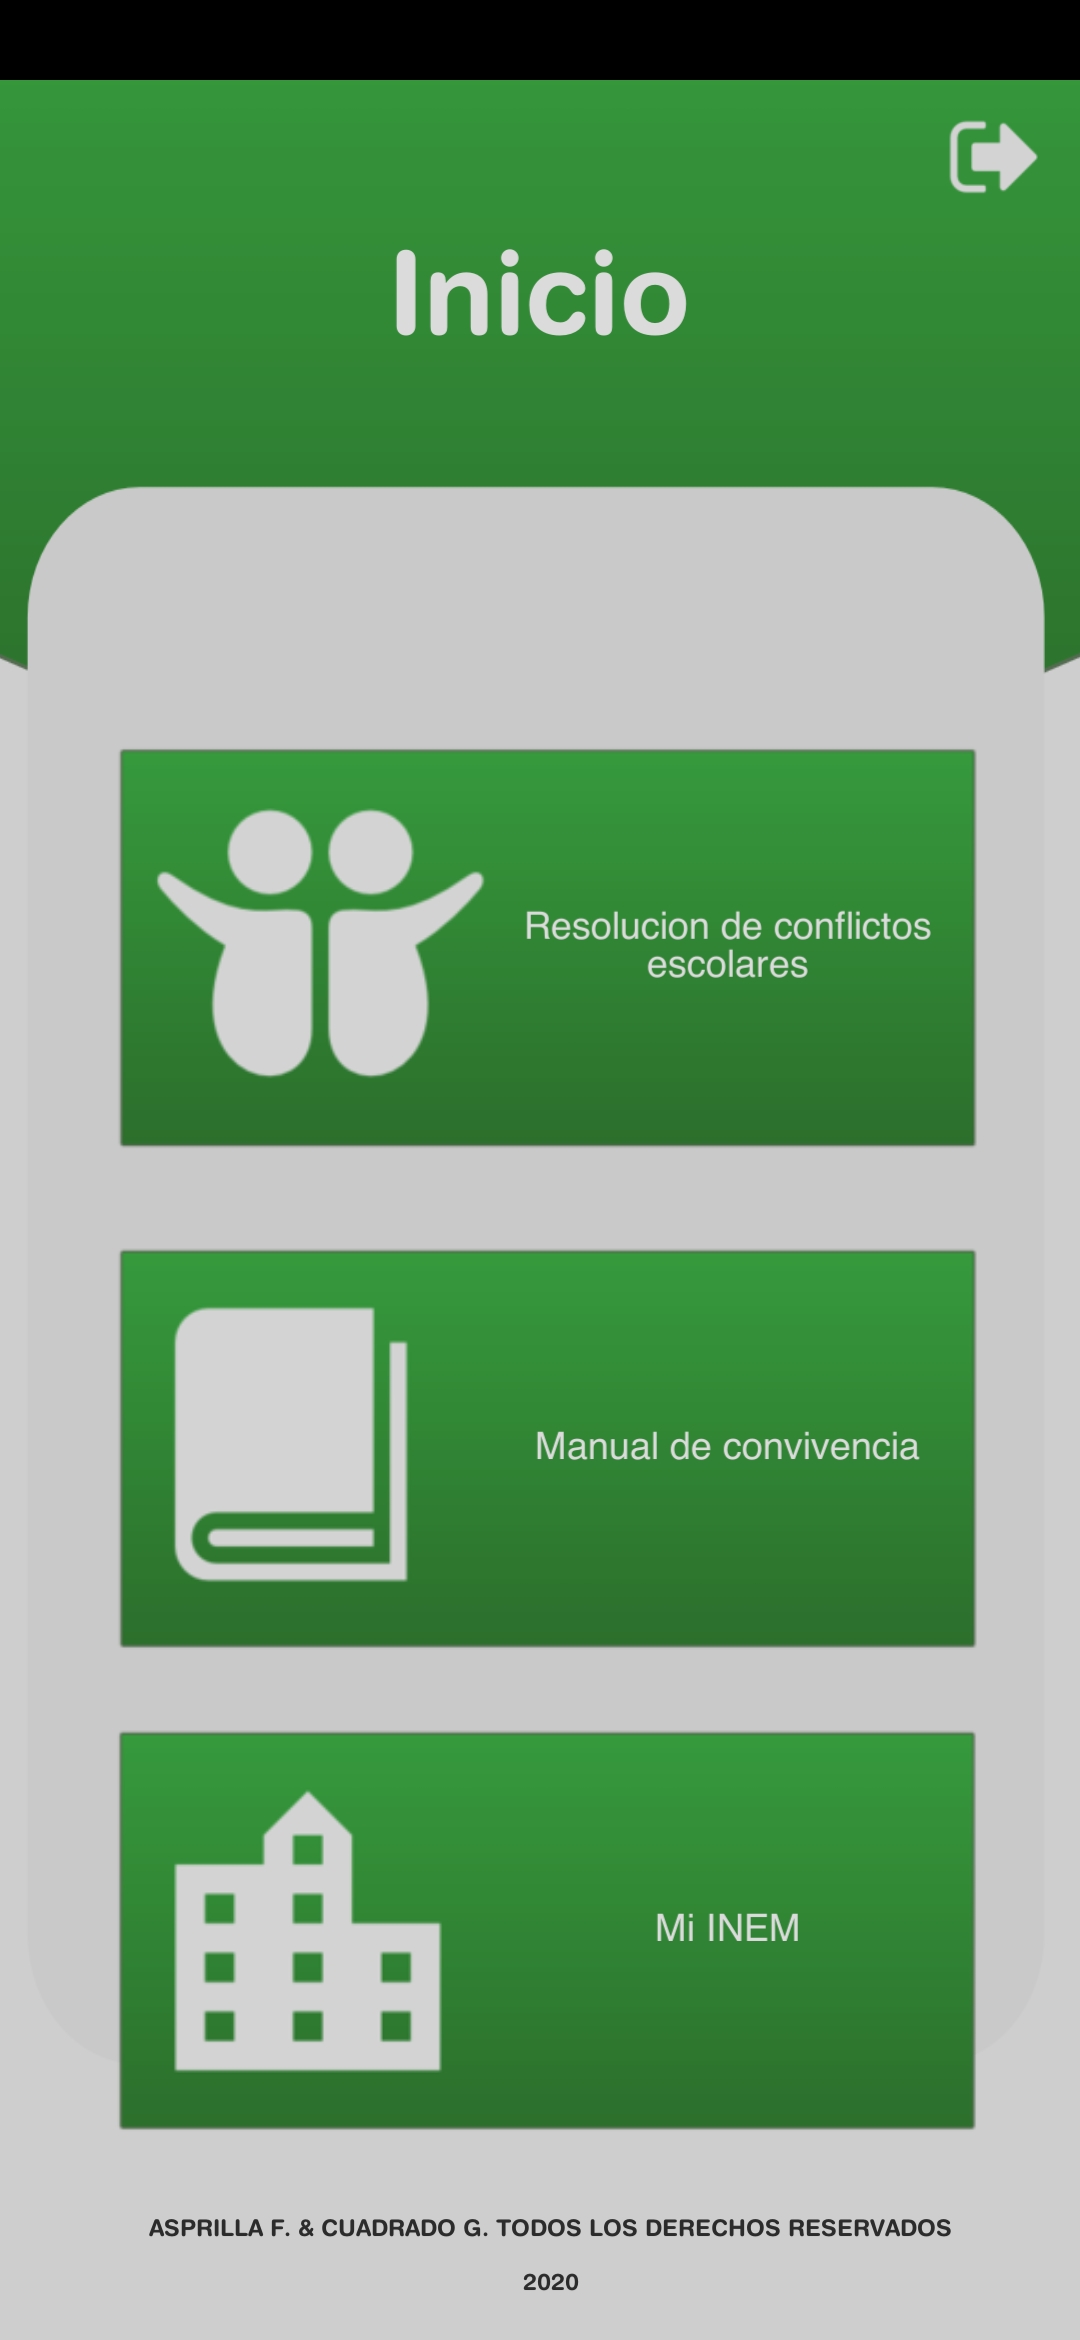 Inicio
Resolucion de conflictos
escolares
Manual de convivencia
Mi INEM
ASPRILLA F. & CUADRADO G. TODOS LOS DERECHOS RESERVADOS
2020